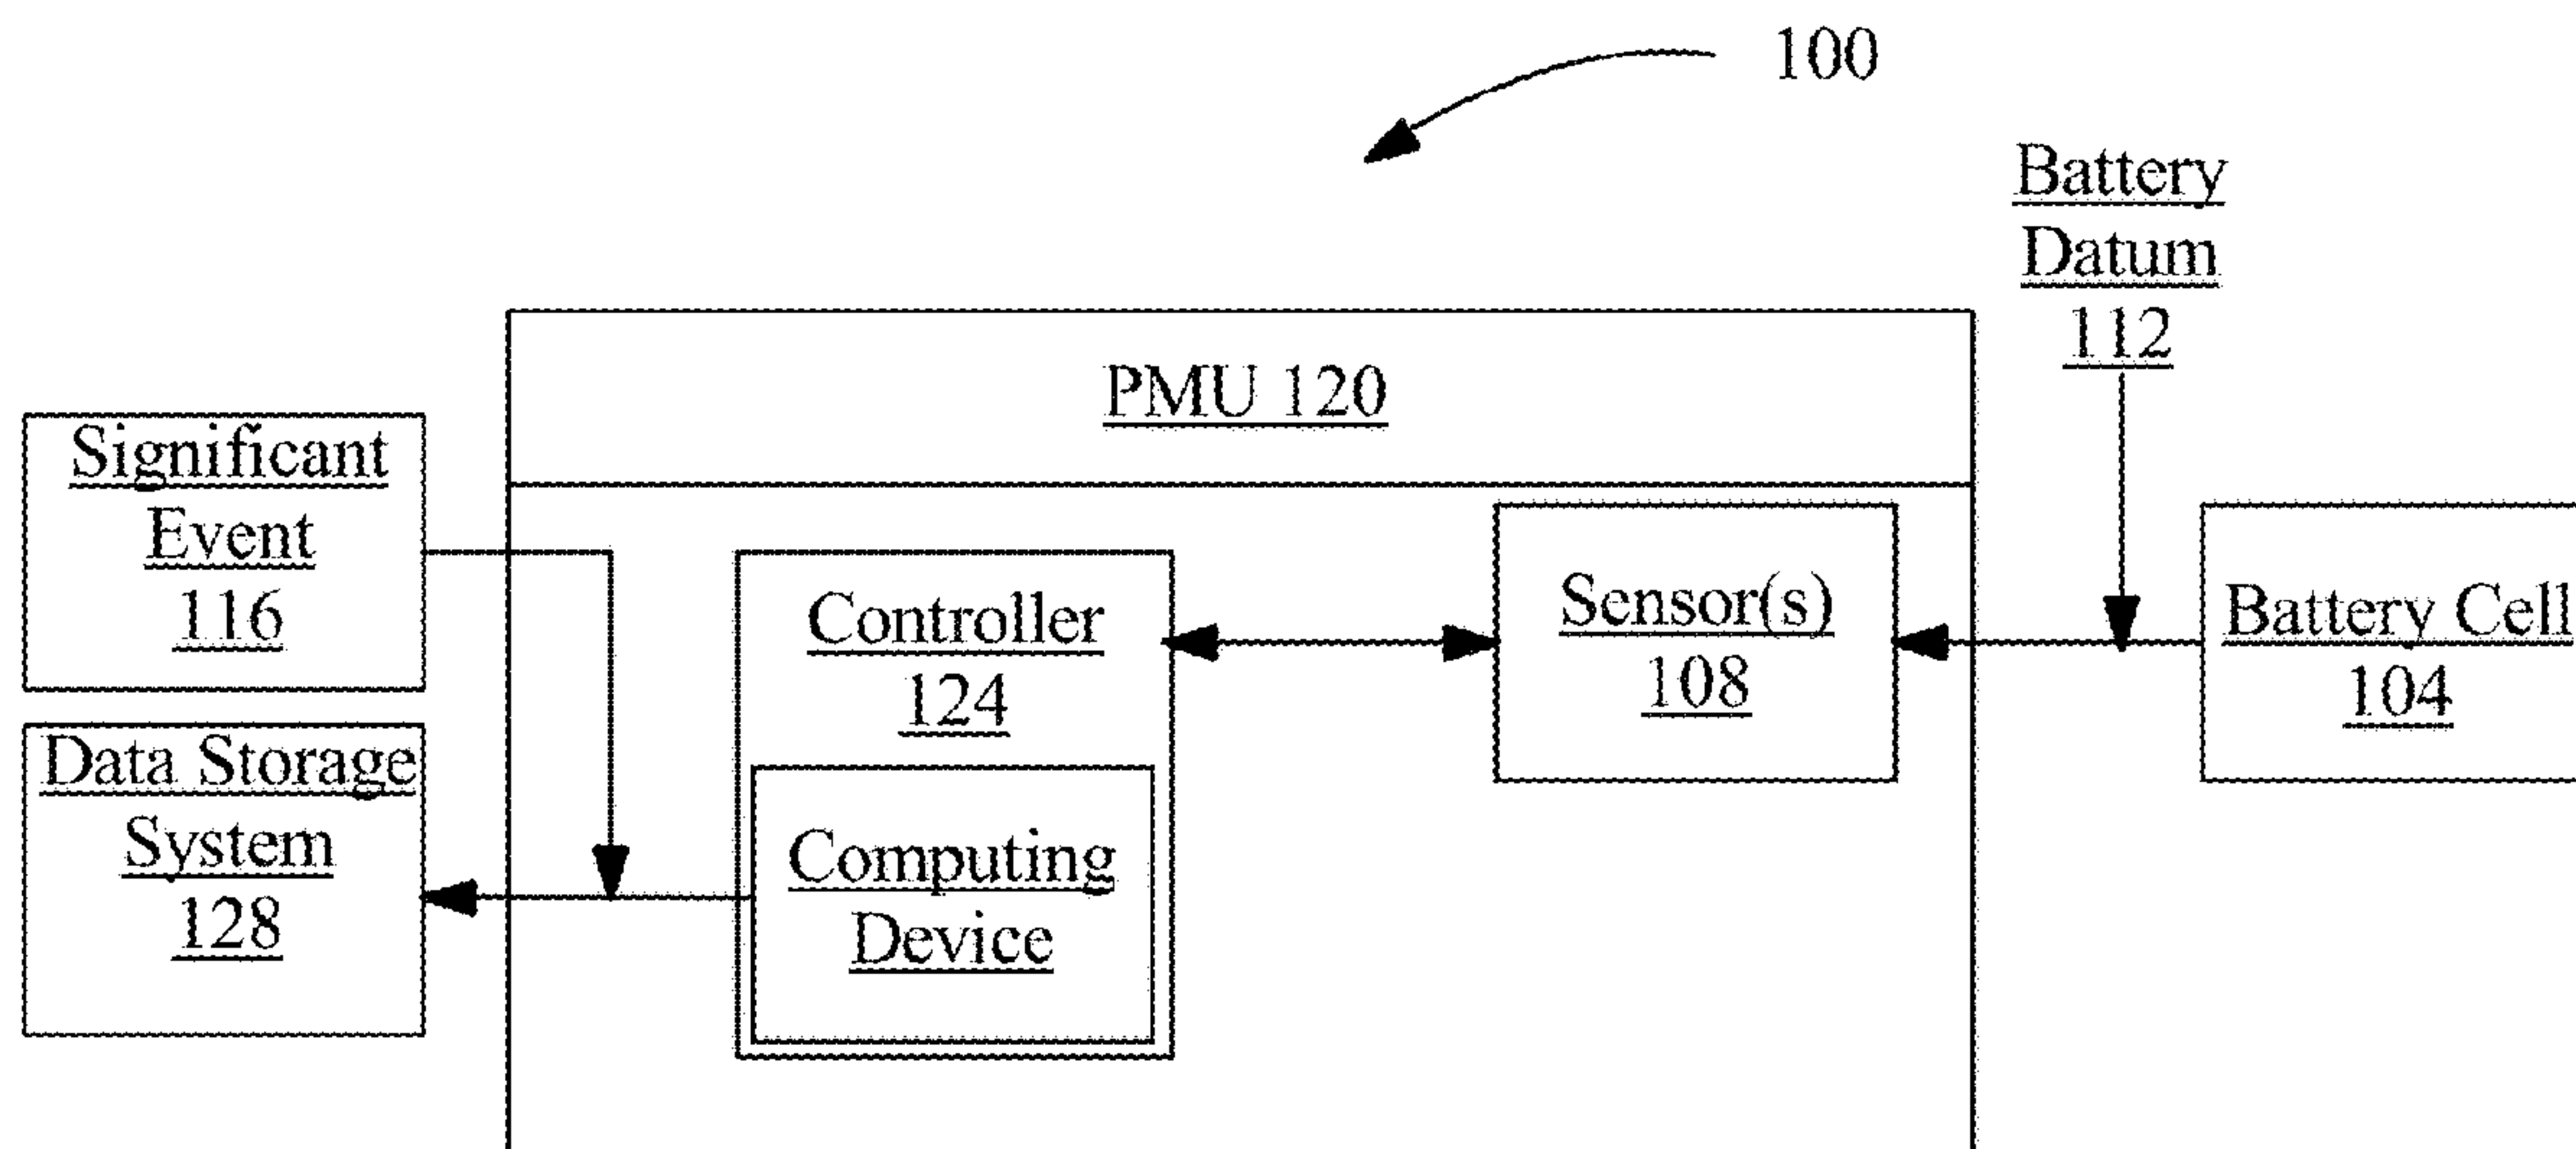 100
Battery
Datum
112
PMU 120
Significant
Event
116
Data Storage
System
128
Controller
124
Computing
Device
Sensor(s)
108
Battery Cell
104